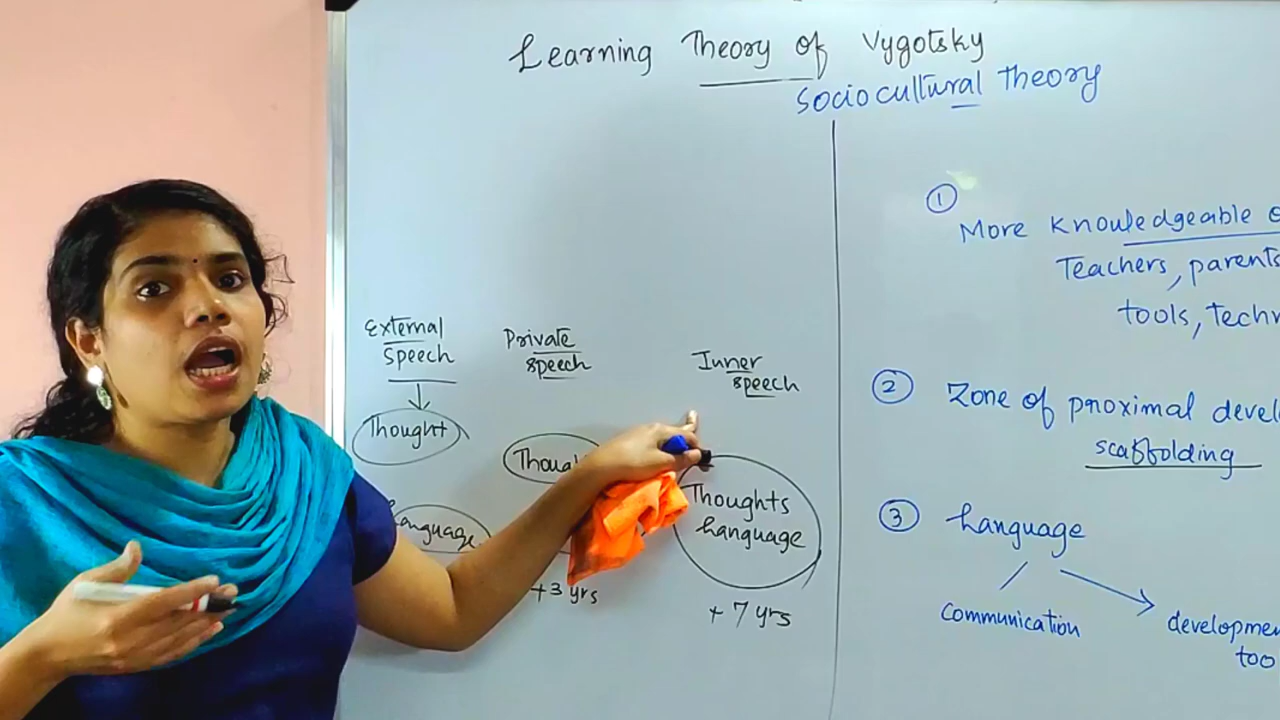 Learning Theory of Vygotsky
Sociocultural Theory
External
Speech
Thought
Language
Private
Speech
+3 yrs
Inner
Speech
Thoughts
Language
+ 7 yrs
①
More Knowledgeable
Teachers, parents
tools,
② Zone of proximal
scaffolding
③ Language
Communication